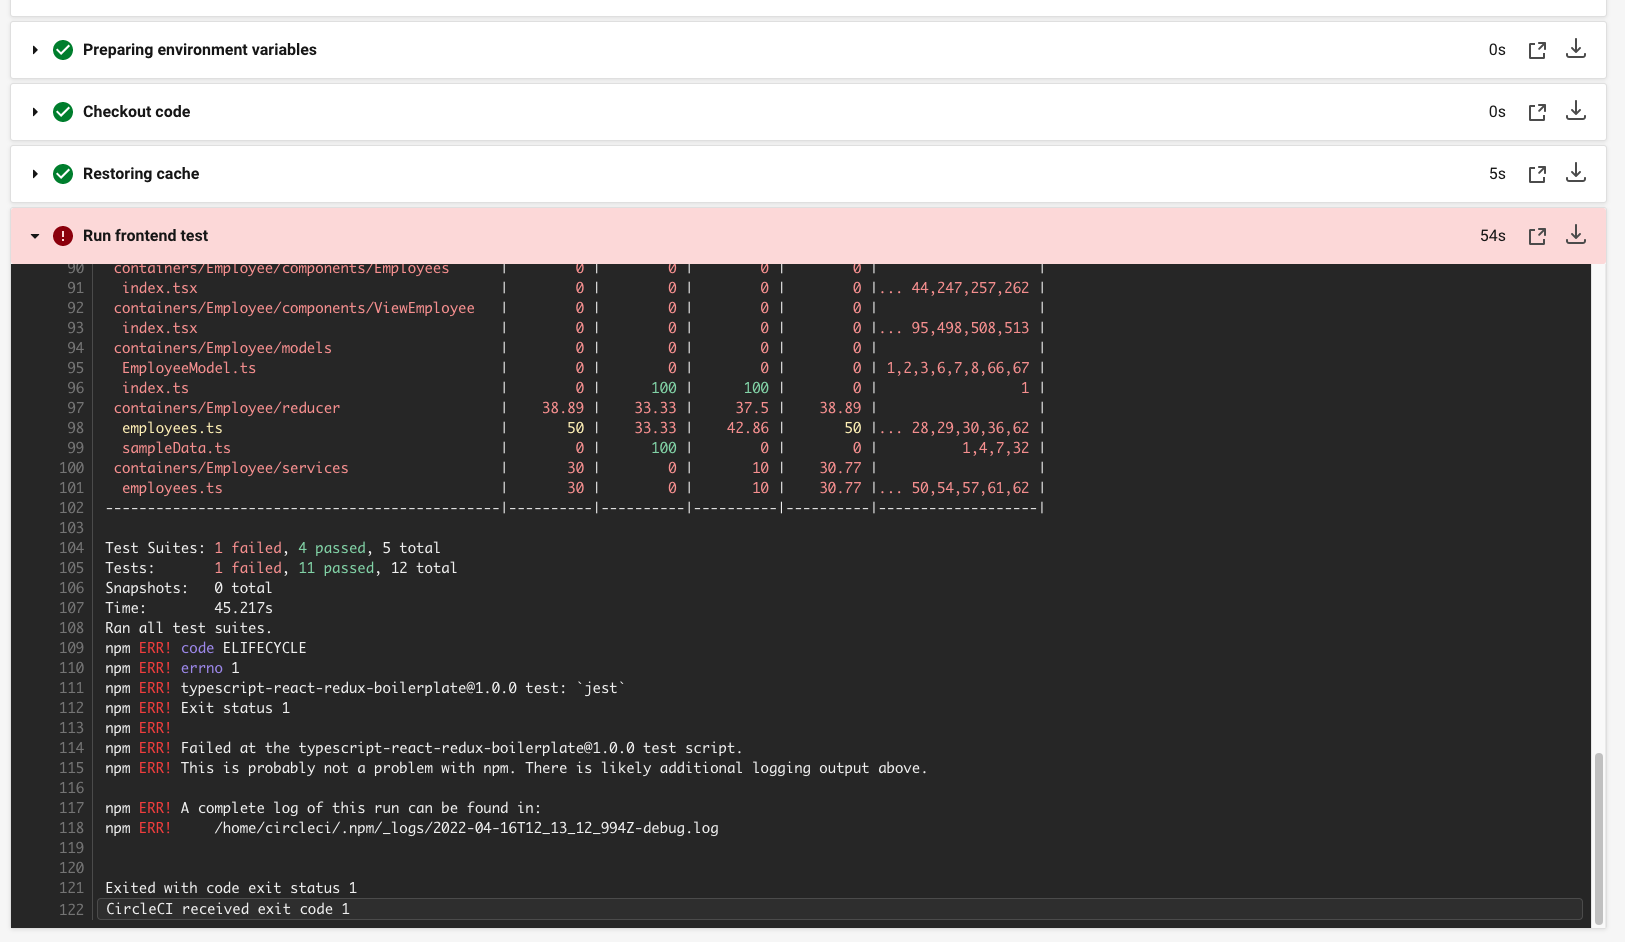 Preparing environment variables 0s
Checkout code 0s
Restoring cache 5s
Run frontend test 54s
90 containers/Employee/components/Employees | 0 | 0 | 0 | 0 | |
91 index.tsx | 0 | 0 | 0 | 0 |... 44,247,257,262 |
92 containers/Employee/components/ViewEmployee | 0 | 0 | 0 | 0 | |
93 index.tsx | 0 | 0 | 0 | 0 |... 95,498,508,513 |
94 containers/Employee/models | 0 | 0 | 0 | 0 | |
95 EmployeeModel.ts | 0 | 0 | 0 | 0 | 1,2,3,6,7,8,66,67 |
96 index.ts | 0 | 100 | 100 | 0 | 1 |
97 containers/Employee/reducer | 38.89 | 33.33 | 37.5 | 38.89 | |
98 employees.ts | 50 | 33.33 | 42.86 | 50 |... 28,29,30,36,62 |
99 sampleData.ts | 0 | 100 | 0 | 0 | 1,4,7,32 |
100 containers/Employee/services | 30 | 0 | 10 | 30.77 | |
101 employees.ts | 30 | 0 | 10 | 30.77 |... 50,54,57,61,62 |
102 -----------------------------------------------|----------|----------|----------|----------|-------------------|
103
104 Test Suites: 1 failed, 4 passed, 5 total
105 Tests: 1 failed, 11 passed, 12 total
106 Snapshots: 0 total
107 Time: 45.217s
108 Ran all test suites.
109 npm ERR! code ELIFECYCLE
110 npm ERR! errno 1
111 npm ERR! typescript-react-redux-boilerplate@1.0.0 test: `jest`
112 npm ERR! Exit status 1
113 npm ERR!
114 npm ERR! Failed at the typescript-react-redux-boilerplate@1.0.0 test script.
115 npm ERR! This is probably not a problem with npm. There is likely additional logging output above.
116
117 npm ERR! A complete log of this run can be found in:
118 npm ERR! /home/circleci/.npm/_logs/2022-04-16T12_13_12_994Z-debug.log
119
120
121 Exited with code exit status 1
122 CircleCI received exit code 1